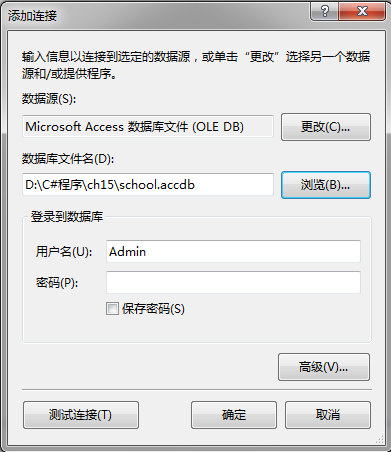 添加连接
输入信息以连接到选定的数据源，或单击“更改”选择另一个数据
源和/或提供程序。
数据源(S):
Microsoft Access 数据库文件 (OLE DB)
更改(C)...
数据库文件名(D):
D:\C#程序\ch15\school.accdb
浏览(B)...
登录到数据库
用户名(U):
Admin
密码(P):
保存密码(S)
高级(V)...
测试连接(T)
确定
取消